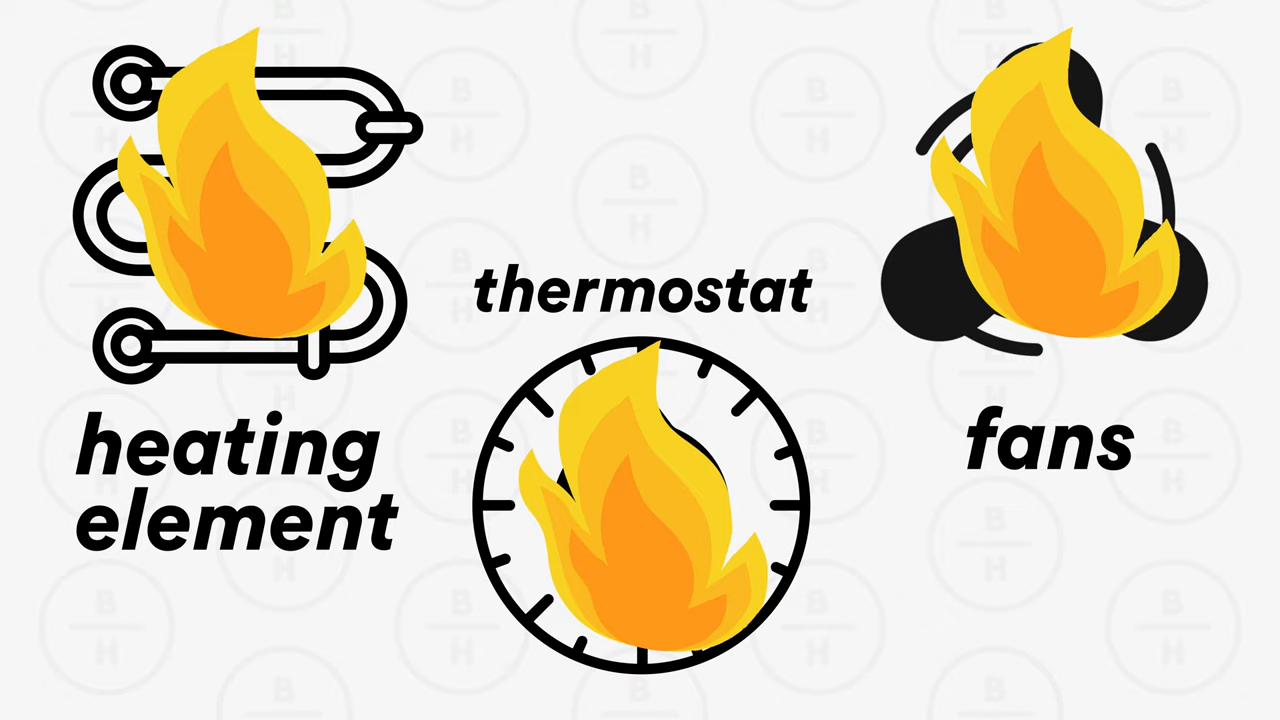 thermostat
heating
element
fans
B
H